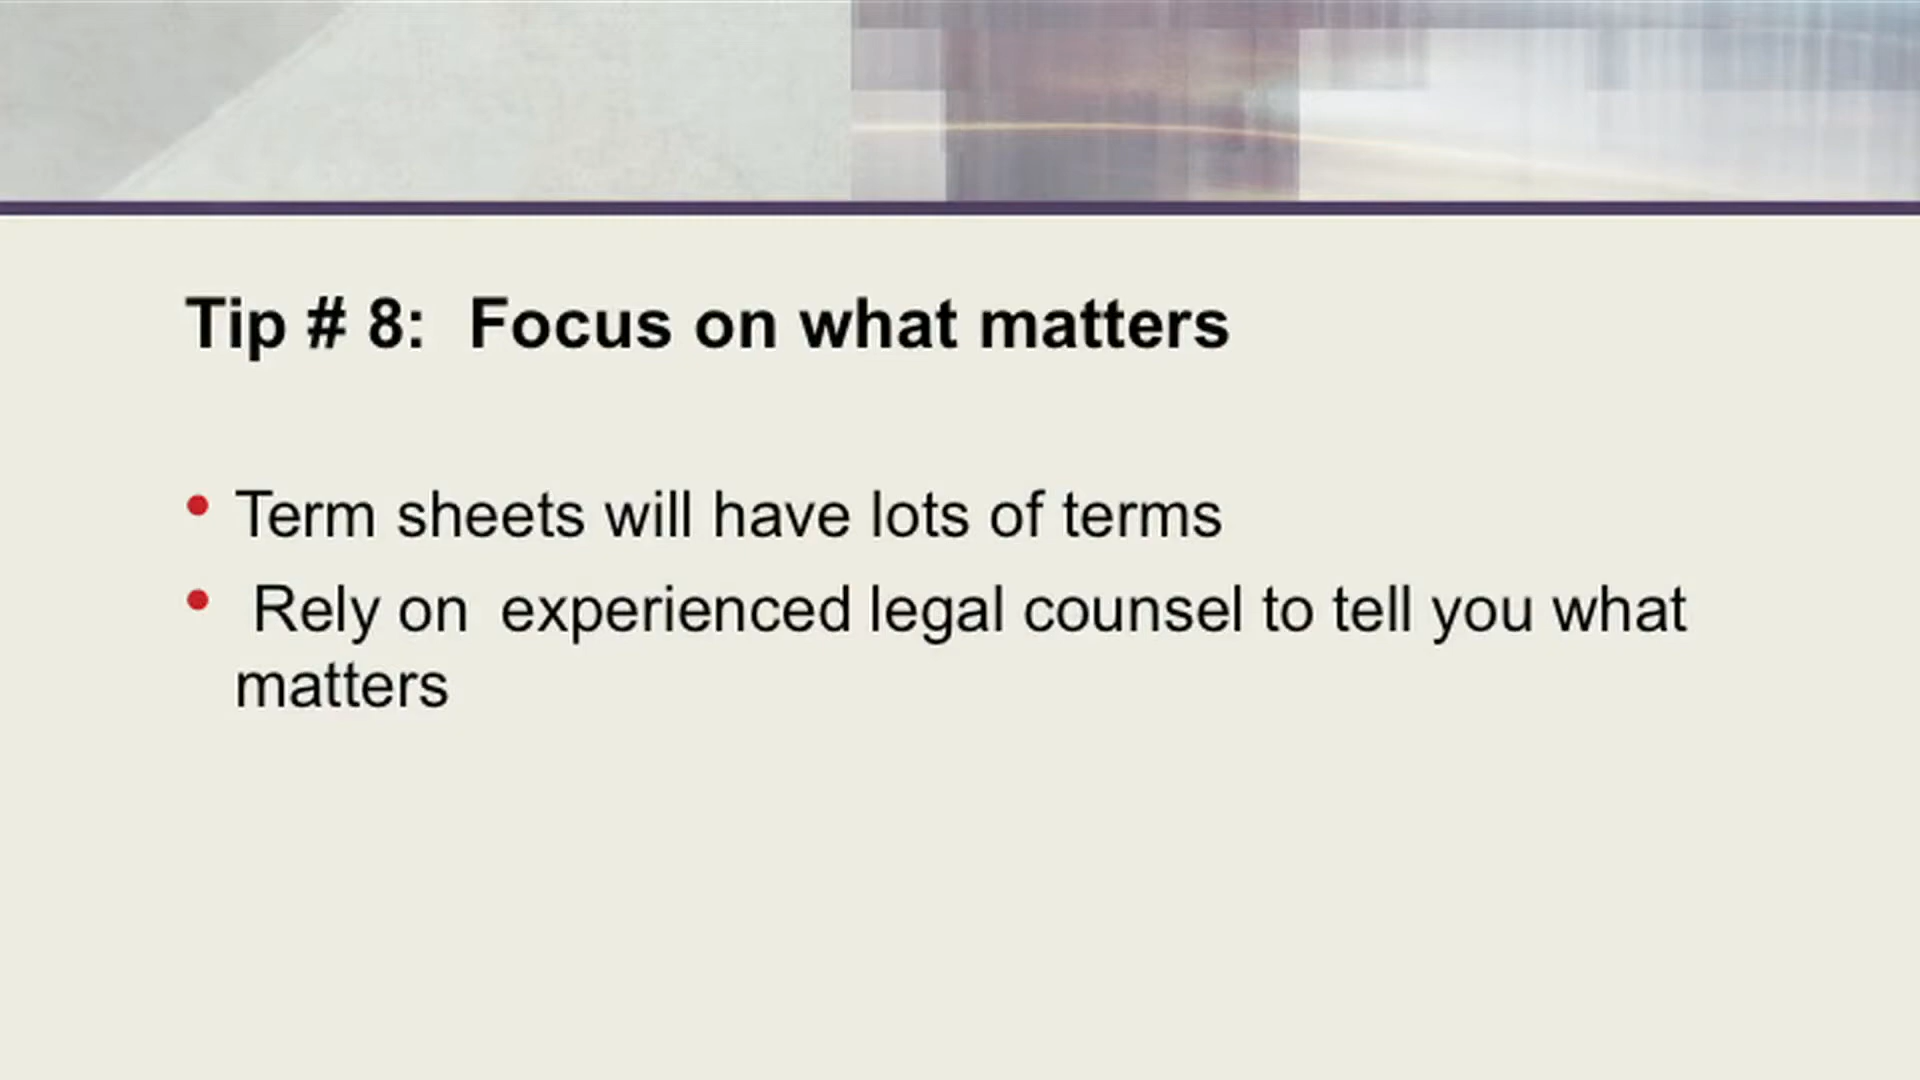 Tip # 8:  Focus on what matters
• Term sheets will have lots of terms
•  Rely on  experienced legal counsel to tell you what
matters